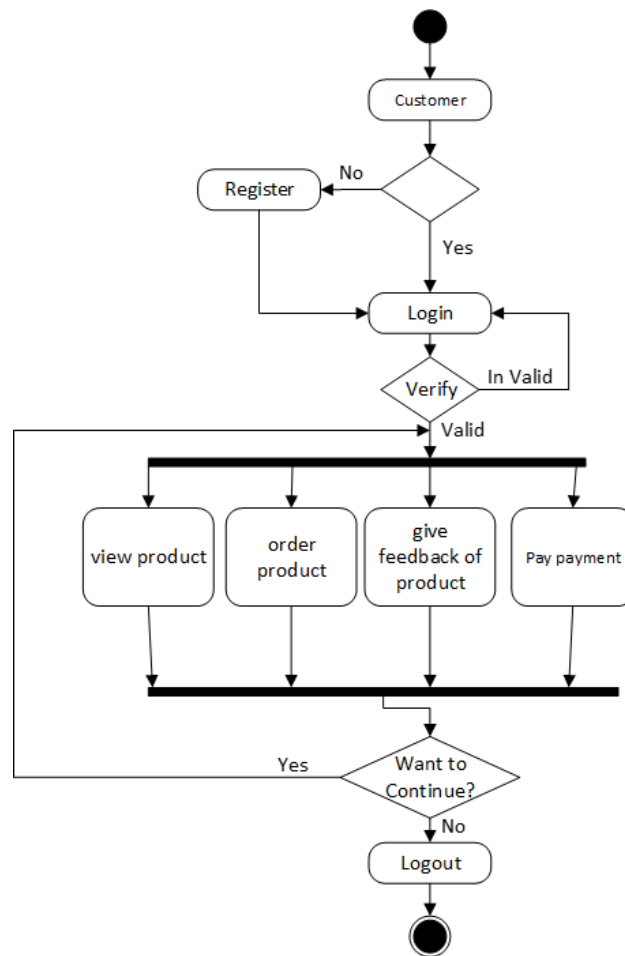 Customer
No
Register
Yes
Login
In Valid
Verify
Valid
view product
order
product
give
feedback of
product
Pay payment
Yes
Want to
Continue?
No
Logout